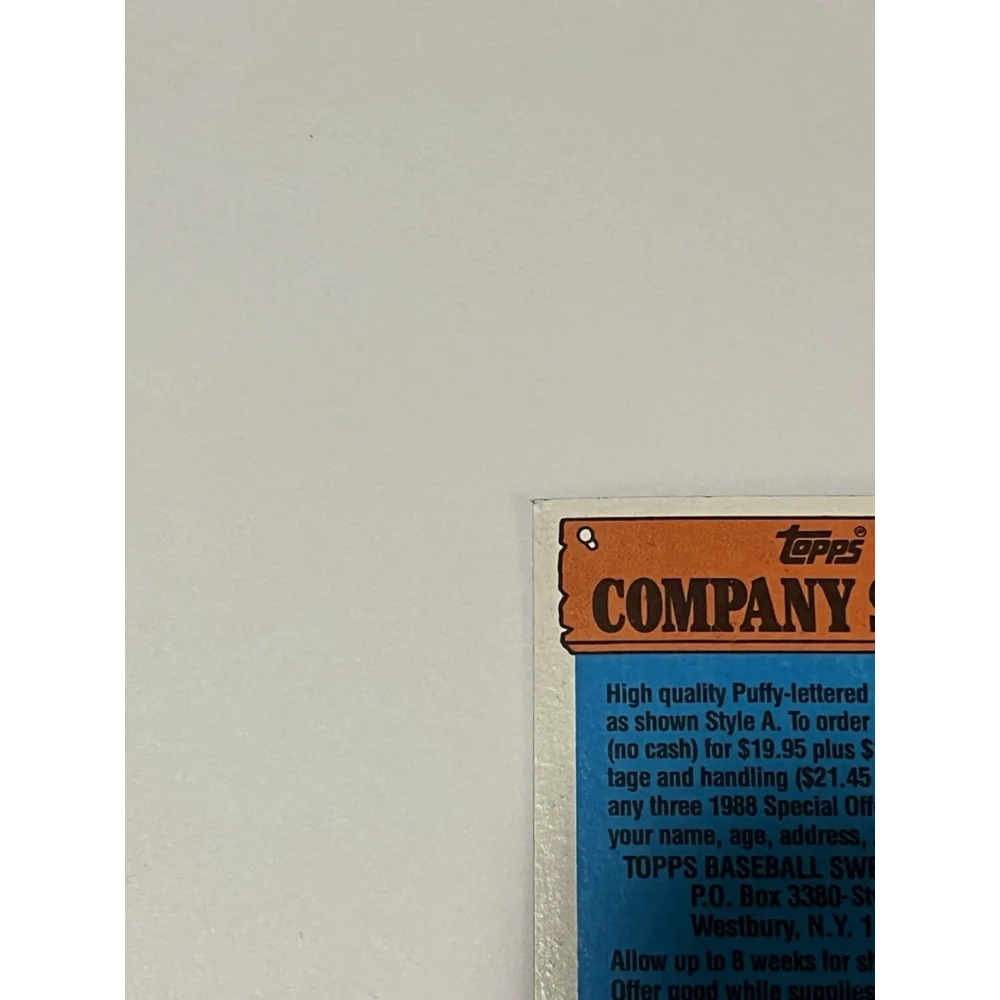 topps
COMPANY
High quality Puffy-lettered
as shown Style A. To order
(no cash) for $19.95 plus
tage and handling ($21.45
any three 1988 Special
your name, age, address,
TOPPS BASEBALL
P.O. Box 3380-
Westbury, N.Y.
Allow up to 8 weeks for
Offer good while supplies